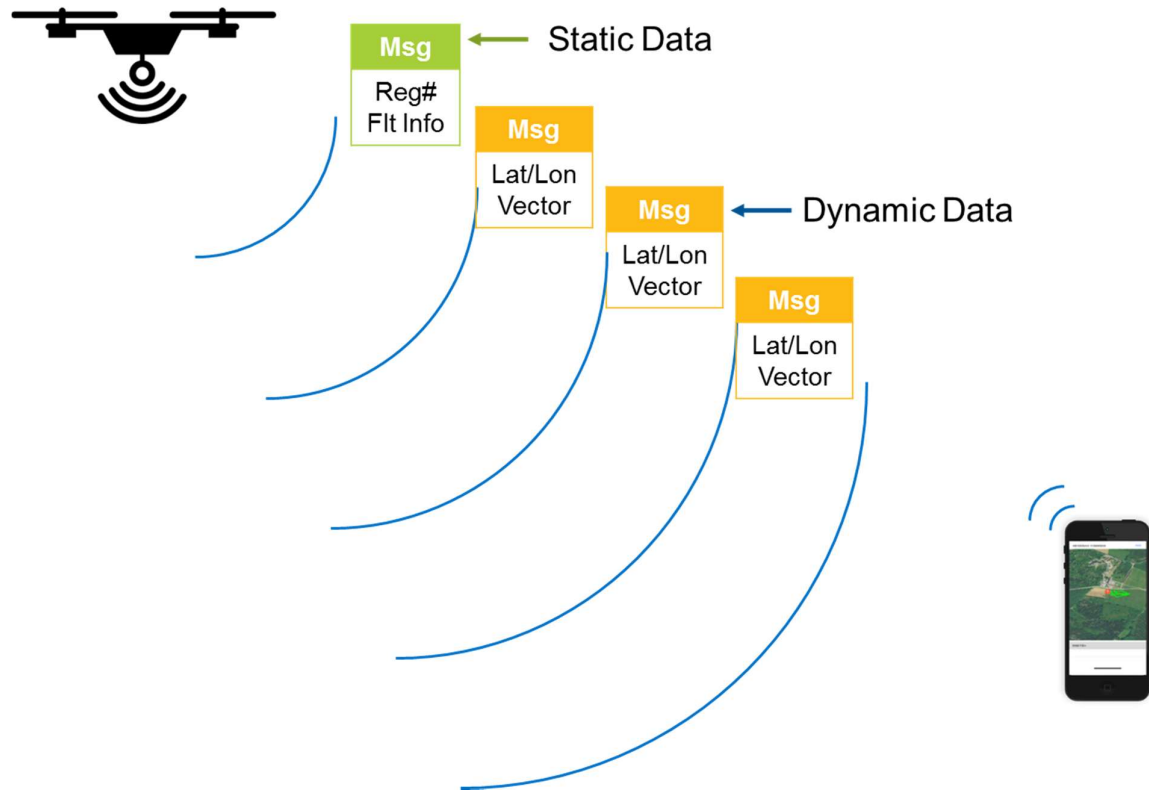 Msg
Static Data
Reg#
Flt Info
Msg
Lat/Lon
Vector
Msg
Dynamic Data
Lat/Lon
Vector
Msg
Lat/Lon
Vector